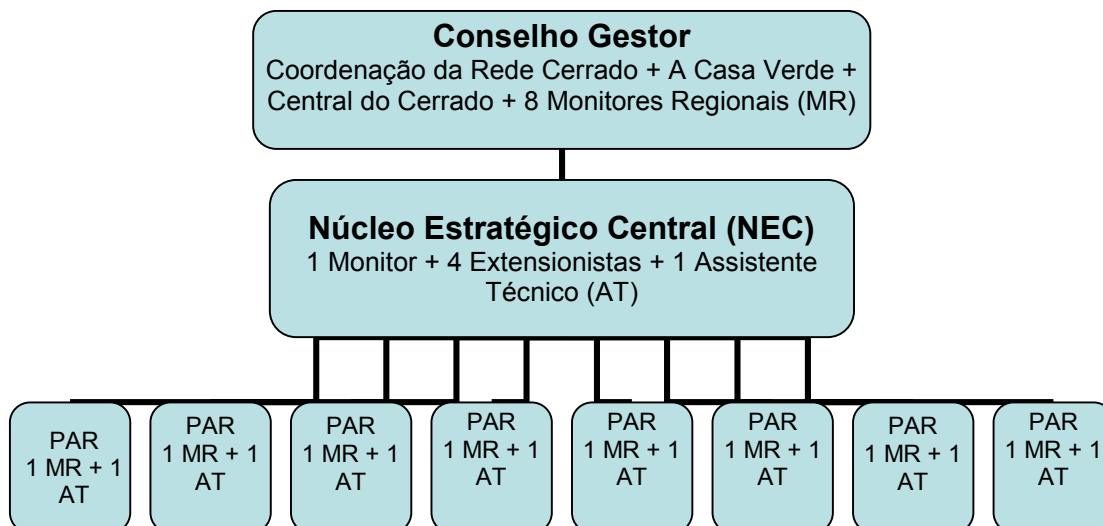 Conselho Gestor
Coordenação da Rede Cerrado + A Casa Verde +
Central do Cerrado + 8 Monitores Regionais (MR)
Núcleo Estratégico Central (NEC)
1 Monitor + 4 Extensionistas + 1 Assistente
Técnico (AT)
PAR
1 MR + 1
AT
PAR
1 MR + 1
AT
PAR
1 MR + 1
AT
PAR
1 MR + 1
AT
PAR
1 MR + 1
AT
PAR
1 MR + 1
AT
PAR
1 MR + 1
AT
PAR
1 MR + 1
AT